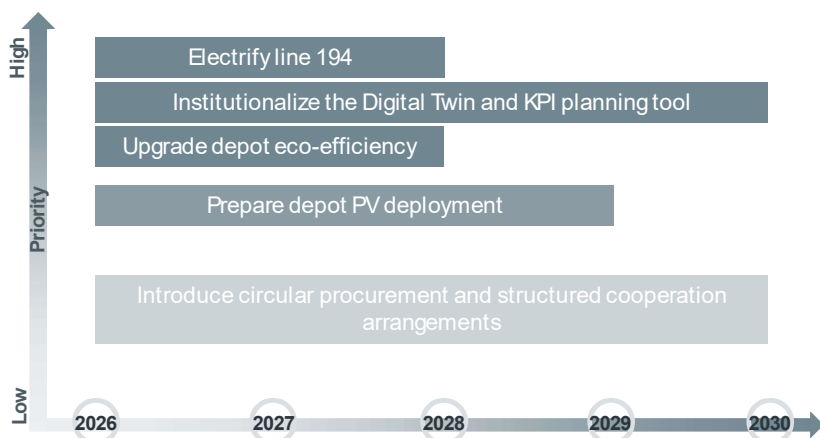 High
Electrify line 194
Institutionalize the Digital Twin and KPI planning tool
Upgrade depot eco-efficiency
Priority
Prepare depot PV deployment
Introduce circular procurement and structured cooperation
arrangements
Low
2026
2027
2028
2029
2030